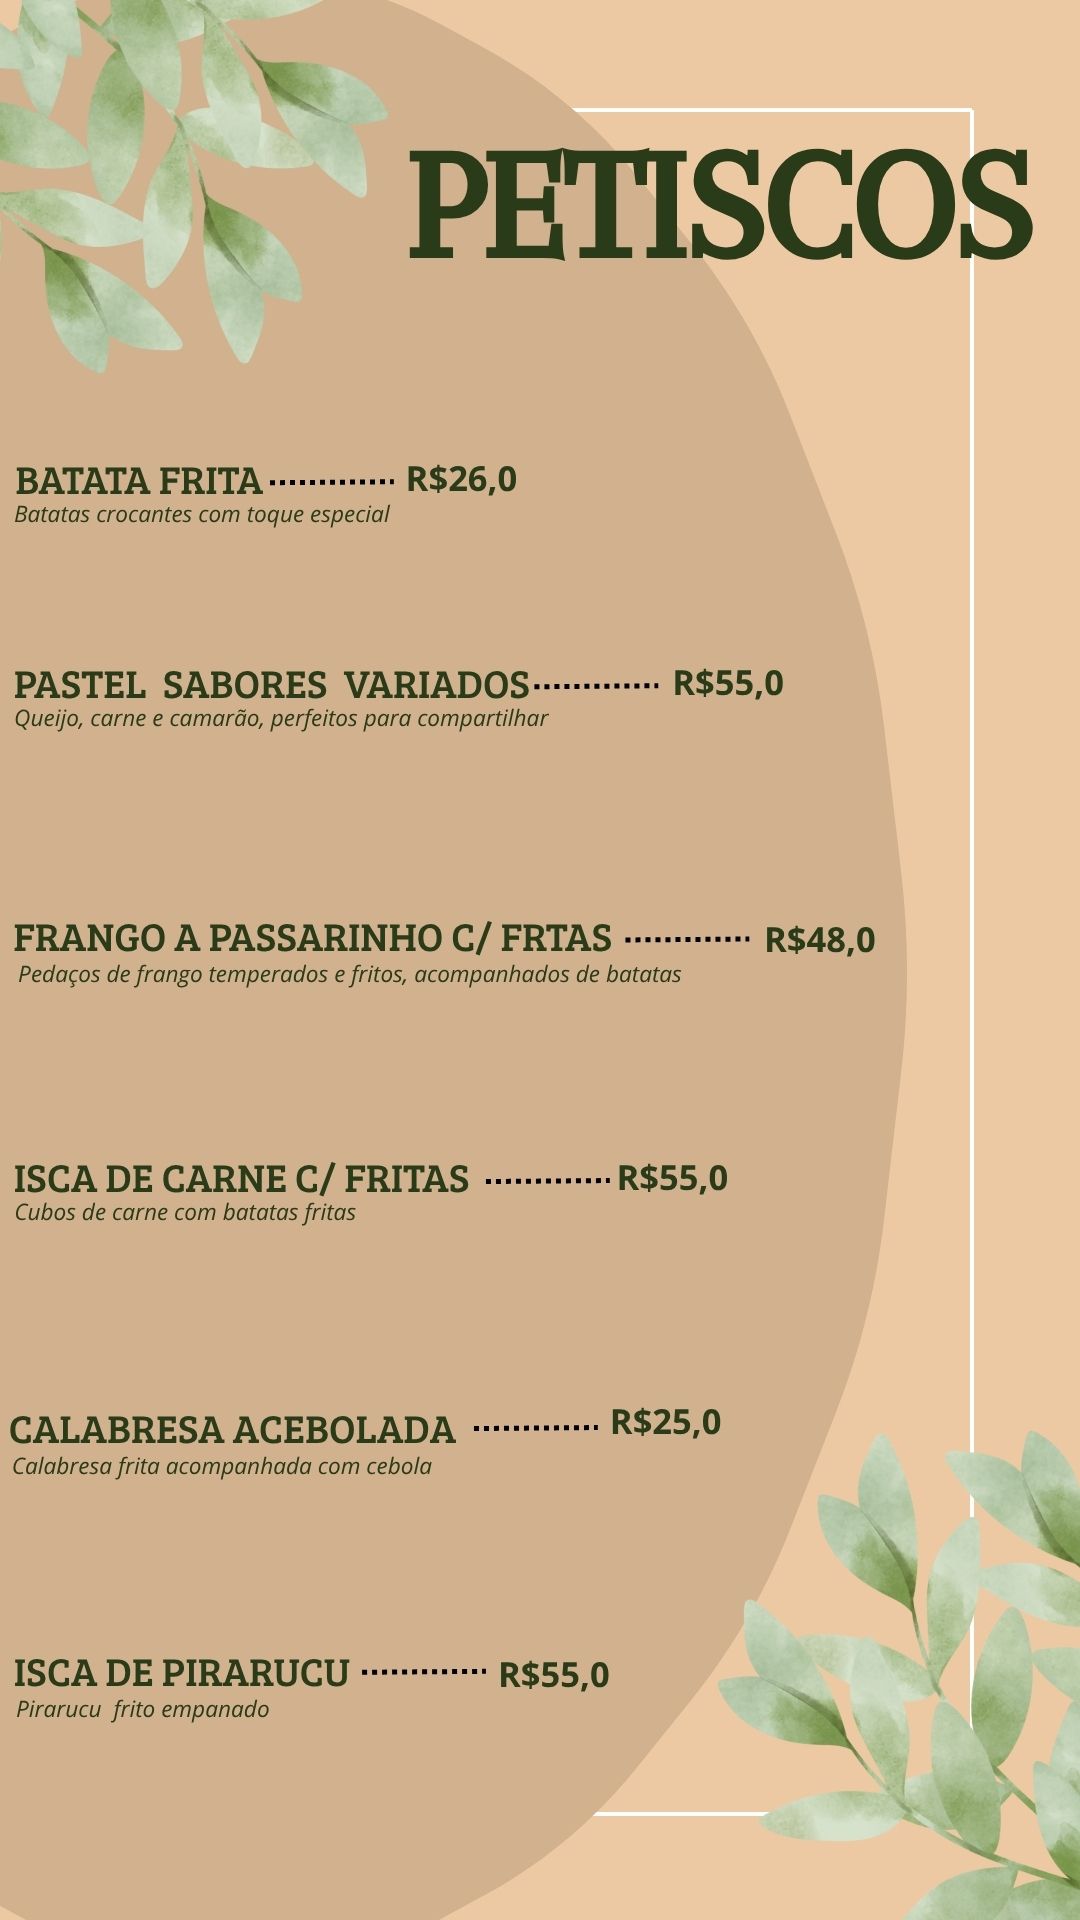 PETISCOS
BATATA FRITA ........... R$26,0
Batatas crocantes com toque especial
PASTEL SABORES VARIADOS ........... R$55,0
Queijo, carne e camarão, perfeitos para compartilhar
FRANGO A PASSARINHO C/ FRTAS ........... R$48,0
Pedaços de frango temperados e fritos, acompanhados de batatas
ISCA DE CARNE C/ FRITAS ........... R$55,0
Cubos de carne com batatas fritas
CALABRESA ACEBOLADA ........... R$25,0
Calabresa frita acompanhada com cebola
ISCA DE PIRARUCU ........... R$55,0
Pirarucu frito empanado